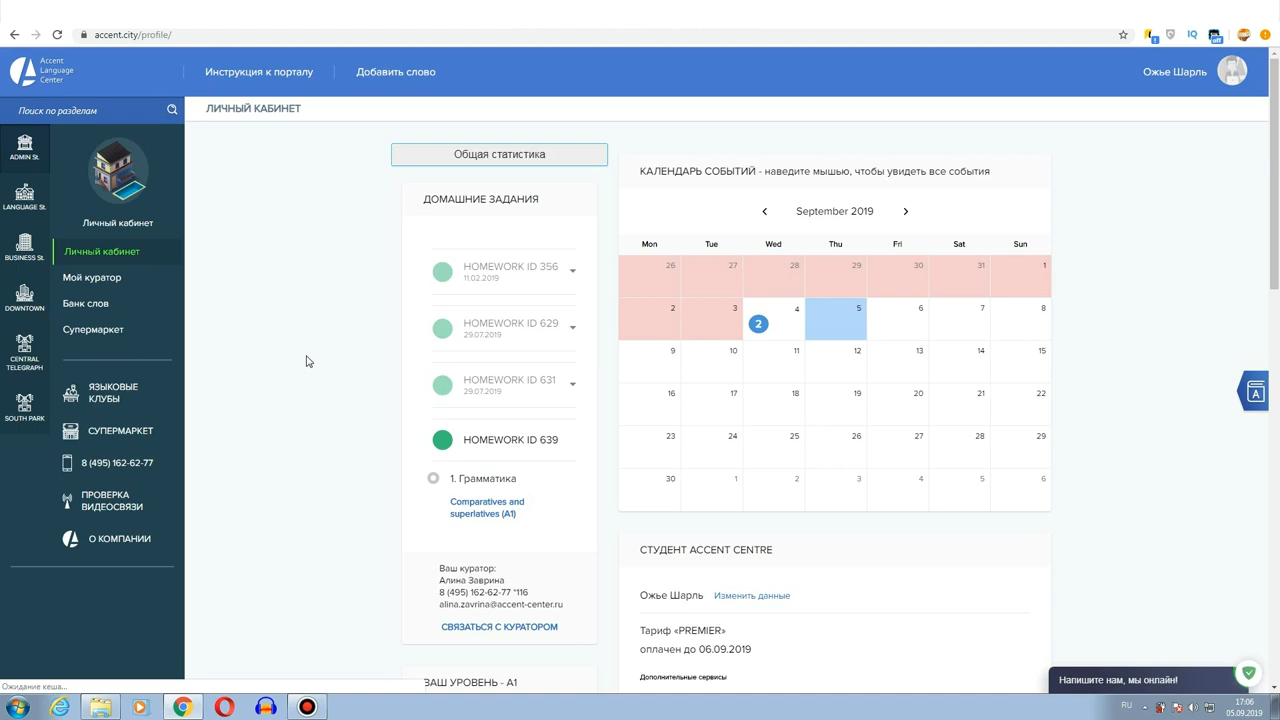 accent.city/profile/
Accent
Language
Center
Инструкция к порталу
Добавить слово
Ожье Шарль
Поиск по разделам
ЛИЧНЫЙ КАБИНЕТ
ADMIN St.
LANGUAGE St.
BUSINESS St.
DOWNTOWN
CENTRAL
TELEGRAPH
SOUTH PARK
Личный кабинет
Личный кабинет
Мой куратор
Банк слов
Супермаркет
ЯЗЫКОВЫЕ
КЛУБЫ
СУПЕРМАРКЕТ
8 (495) 162-62-77
ПРОВЕРКА
ВИДЕОСВЯЗИ
О КОМПАНИИ
Общая статистика
ДОМАШНИЕ ЗАДАНИЯ
HOMEWORK ID 356
11.02.2019
HOMEWORK ID 629
29.07.2019
HOMEWORK ID 631
29.07.2019
HOMEWORK ID 639
1. Грамматика
Comparatives and
superlatives (A1)
Ваш куратор:
Алина Заврина
8 (495) 162-62-77 *116
alina.zavrina@accent-center.ru
СВЯЗАТЬСЯ С КУРАТОРОМ
ВАШ УРОВЕНЬ - A1
КАЛЕНДАРЬ СОБЫТИЙ - наведите мышью, чтобы увидеть все события
September 2019
Mon Tue Wed Thu Fri Sat Sun
26 27 28 29 30 31 1
2 3 4 5 6 7 8
2
9 10 11 12 13 14 15
16 17 18 19 20 21 22
23 24 25 26 27 28 29
30 1 2 3 4 5 6
СТУДЕНТ ACCENT CENTRE
Ожье Шарль Изменить данные
Тариф «PREMIER»
оплачен до 06.09.2019
Дополнительные сервисы
Напишите нам, мы онлайн!
A
IQ
off
Ожидание кеша...
RU
17:06
05.09.2019